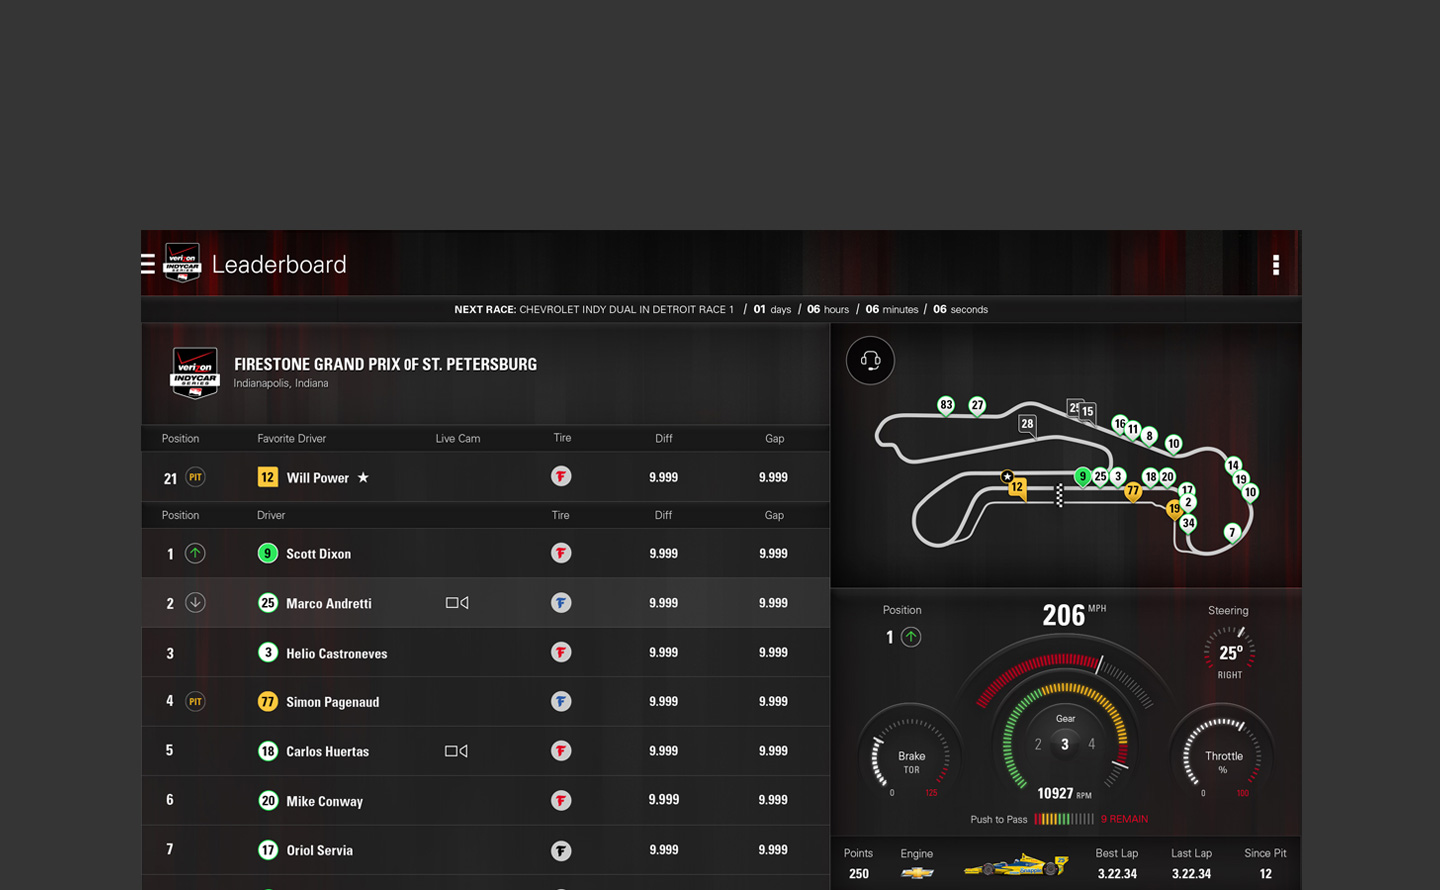 verizon
INDYCAR
SERIES
Leaderboard
NEXT RACE: CHEVROLET INDY DUAL IN DETROIT RACE 1 / 01 days / 06 hours / 06 minutes / 06 seconds
verizon
INDYCAR
SERIES
FIRESTONE GRAND PRIX OF ST. PETERSBURG
Indianapolis, Indiana
Position Favorite Driver Live Cam Tire Diff Gap
21 PIT 12 Will Power ★ F 9.999 9.999
Position Driver Tire Diff Gap
1 9 Scott Dixon F 9.999 9.999
2 25 Marco Andretti F 9.999 9.999
3 3 Helio Castroneves F 9.999 9.999
4 PIT 77 Simon Pagenaud F 9.999 9.999
5 18 Carlos Huertas F 9.999 9.999
6 20 Mike Conway F 9.999 9.999
7 17 Oriol Servia F 9.999 9.999
83 27 15
28 16 11 8 10
14
19
10
12 9 25 3 77 18 20 17
2
19
34
7
Position
1
206 MPH
Steering
25º
RIGHT
Gear
2 3 4
Brake
TOR
0 125
Throttle
%
0 100
10927 RPM
Push to Pass 9 REMAIN
Points Engine Best Lap Last Lap Since Pit
250 3.22.34 3.22.34 12